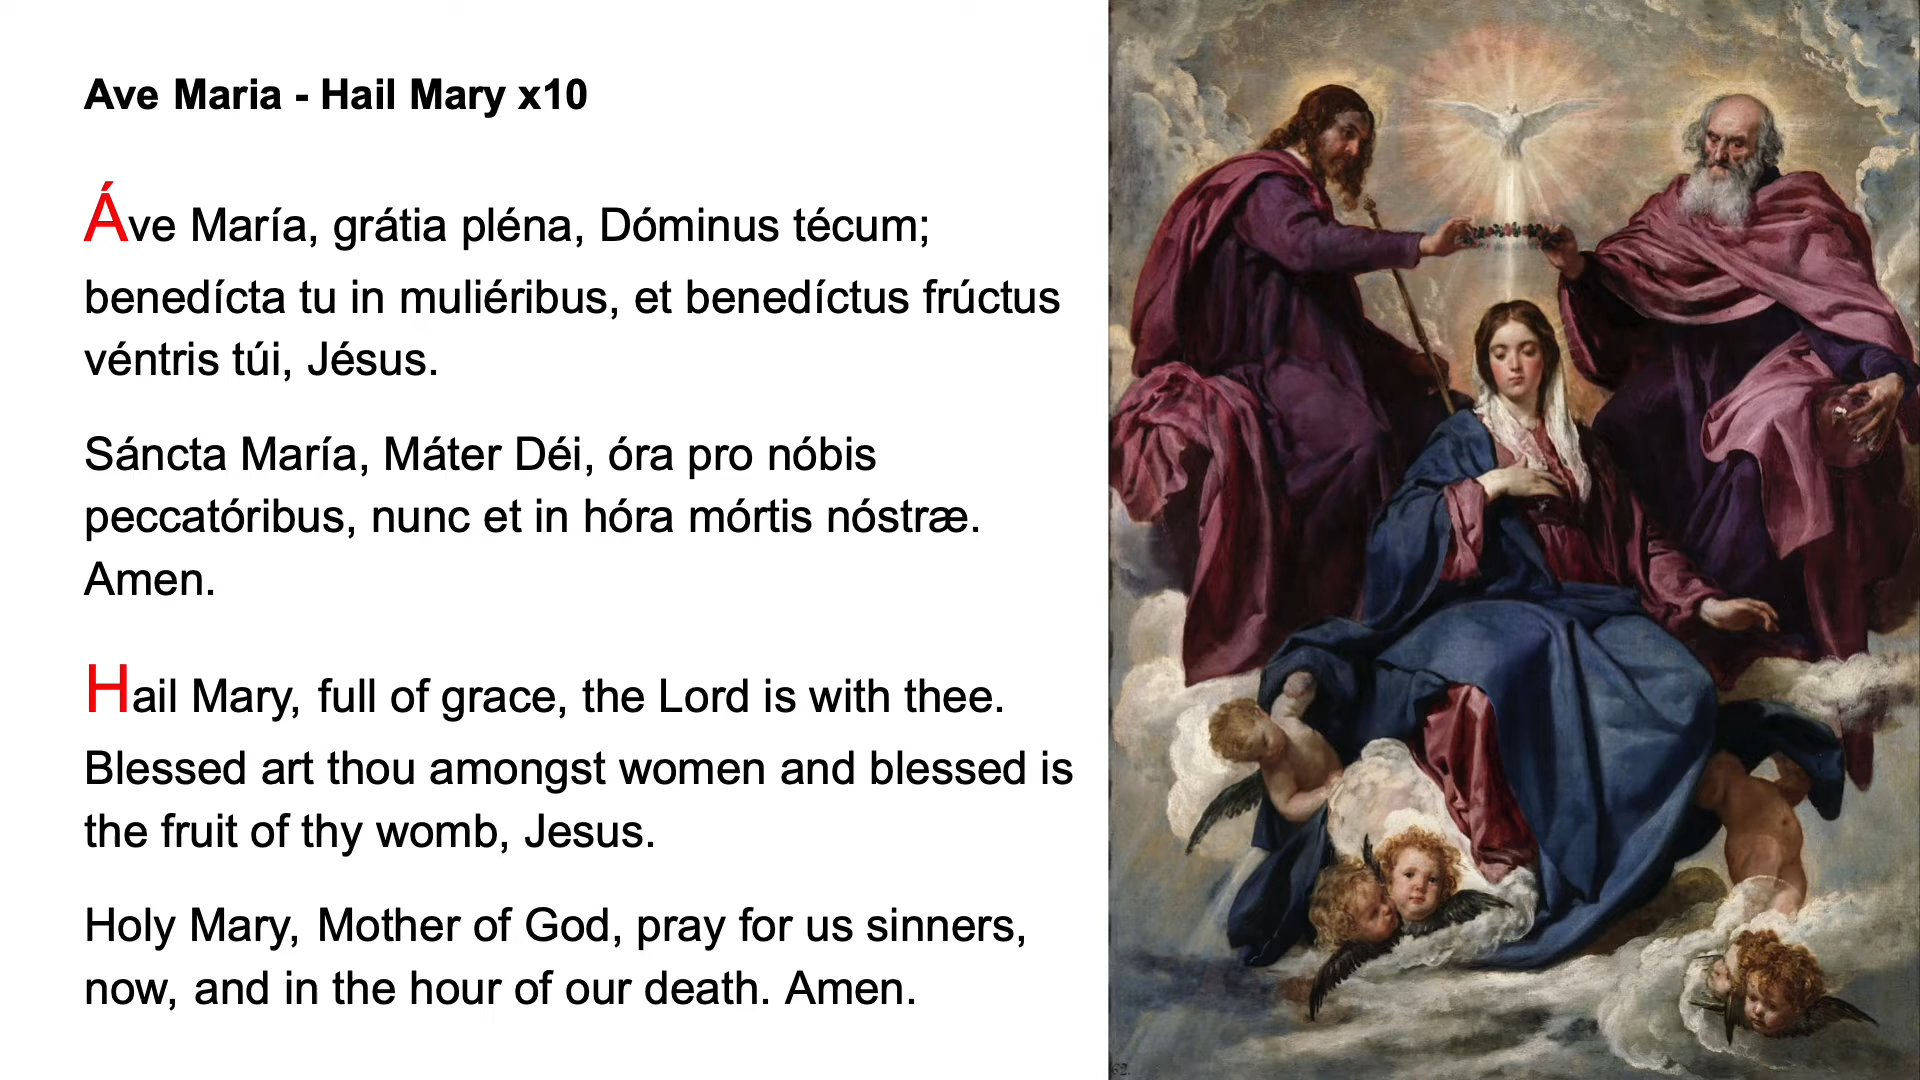 Ave Maria - Hail Mary x10
Áve María, grátia pléna, Dóminus técum;
benedícta tu in muliéribus, et benedíctus frúctus
véntris túi, Jésus.
Sáncta María, Máter Déi, óra pro nóbis
peccatóribus, nunc et in hóra mórtis nóstræ.
Amen.
Hail Mary, full of grace, the Lord is with thee.
Blessed art thou amongst women and blessed is
the fruit of thy womb, Jesus.
Holy Mary, Mother of God, pray for us sinners,
now, and in the hour of our death. Amen.
62.